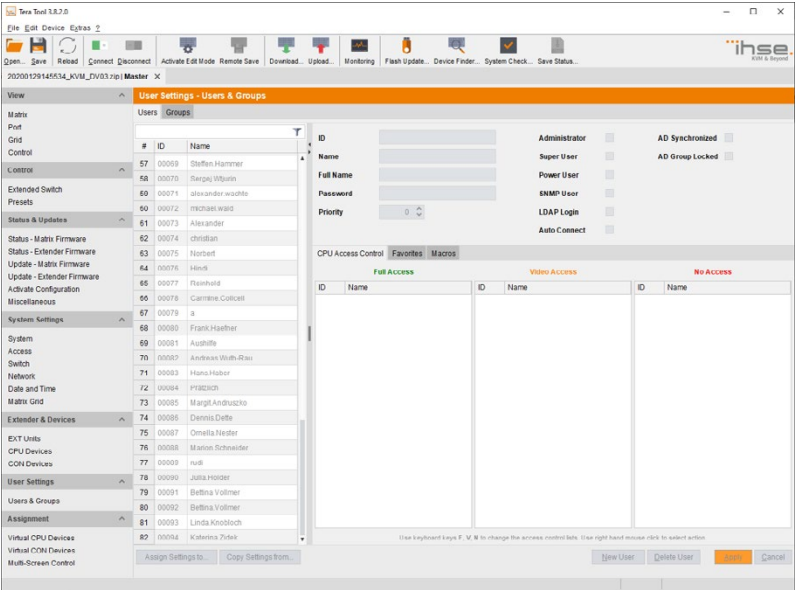 Tera Tool 3.8.2.0
File Edit Device Extras ?
Open... Save Reload Connect Disconnect Activate Edit Mode Remote Save Download... Upload... Monitoring Flash Update... Device Finder... System Check... Save Status...
ihse.
KVM & Beyond
20200129145534_KVM_DV03.zip | Master
View
Matrix
Port
Grid
Control
Control
Extended Switch
Presets
Status & Updates
Status - Matrix Firmware
Status - Extender Firmware
Update - Matrix Firmware
Update - Extender Firmware
Activate Configuration
Miscellaneous
System Settings
System
Access
Switch
Network
Date and Time
Matrix Grid
Extender & Devices
EXT Units
CPU Devices
CON Devices
User Settings
Users & Groups
Assignment
Virtual CPU Devices
Virtual CON Devices
Multi-Screen Control
User Settings - Users & Groups
Users Groups
# ID Name
57 00069 Steffen.Hammer
58 00070
59 00071 alexander.wachte
60 00072 michael.wald
61 00073 Alexander
62 00074 christian
63 00075 Norbert
64 00076 Hindi
65 00077 Reinhold
66 00078
67 00079 a
68 00080 Frank.Haefner
69 00081 Aushilfe
70 00082 Andreas.Wuth-Rau
71 00083 Hans.Haber
72 00084
73 00085 Margit.Andruszko
74 00086 Dennis.Dette
75 00087 Ornella.Nester
76 00088 Marion.Schneider
77 00089 rudi
78 00090 Julia.Holder
79 00091 Bettina.Vollmer
80 00092 Bettina.Vollmer
81 00093 Linda.Knobloch
82 00094 Katerina.Zidek
Assign Settings to... Copy Settings from...
ID
Name
Full Name
Password
Priority 0
Administrator
Super User
Power User
SNMP User
LDAP Login
Auto Connect
AD Synchronized
AD Group Locked
CPU Access Control Favorites Macros
Full Access Video Access No Access
ID Name ID Name ID Name
Use keyboard keys F, V, N to change the access control lists. Use right hand mouse click to select action
New User Delete User Apply Cancel